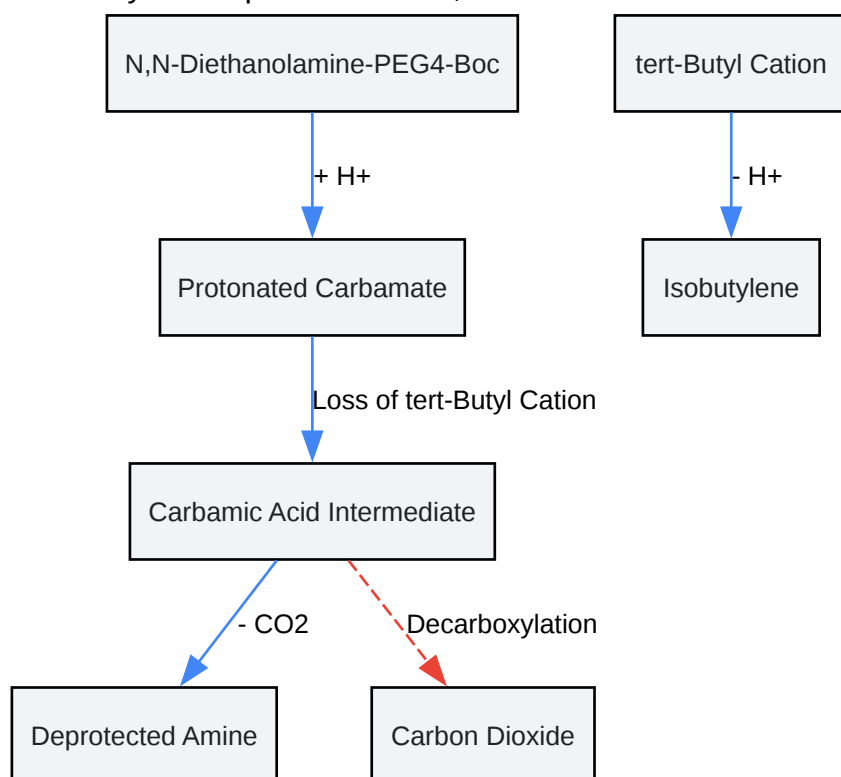 N,N-Diethanolamine-PEG4-Boc
tert-Butyl Cation
+ H+
- H+
Protonated Carbamate
Isobutylene
Loss of tert-Butyl Cation
Carbamic Acid Intermediate
- CO2
Decarboxylation
Deprotected Amine
Carbon Dioxide